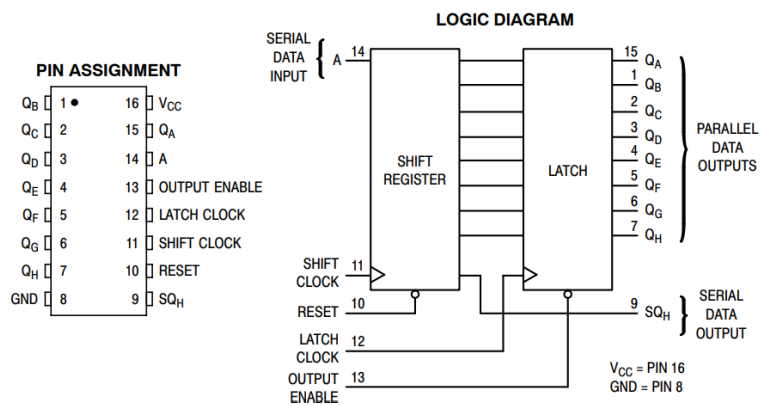 PIN ASSIGNMENT
QB 1 16 VCC
QC 2 15 QA
QD 3 14 A
QE 4 13 OUTPUT ENABLE
QF 5 12 LATCH CLOCK
QG 6 11 SHIFT CLOCK
QH 7 10 RESET
GND 8 9 SQH
LOGIC DIAGRAM
SERIAL
DATA
INPUT
A 14
SHIFT
REGISTER
LATCH
15 QA
1 QB
2 QC
3 QD
4 QE
5 QF
6 QG
7 QH
PARALLEL
DATA
OUTPUTS
SHIFT
CLOCK
11
RESET 10
LATCH
CLOCK
12
OUTPUT
ENABLE
13
9 SQH
SERIAL
DATA
OUTPUT
VCC = PIN 16
GND = PIN 8